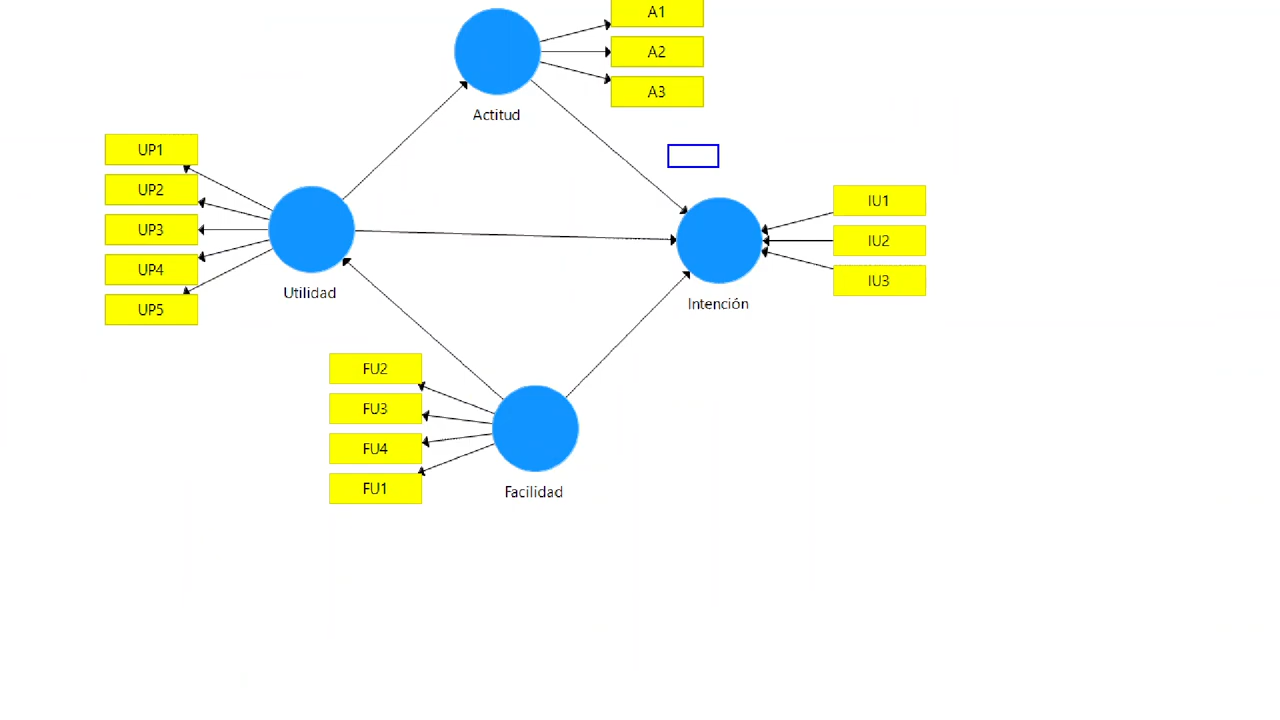 A1
A2
A3
Actitud
UP1
UP2
UP3
UP4
UP5
Utilidad
IU1
IU2
IU3
Intención
FU2
FU3
FU4
FU1
Facilidad